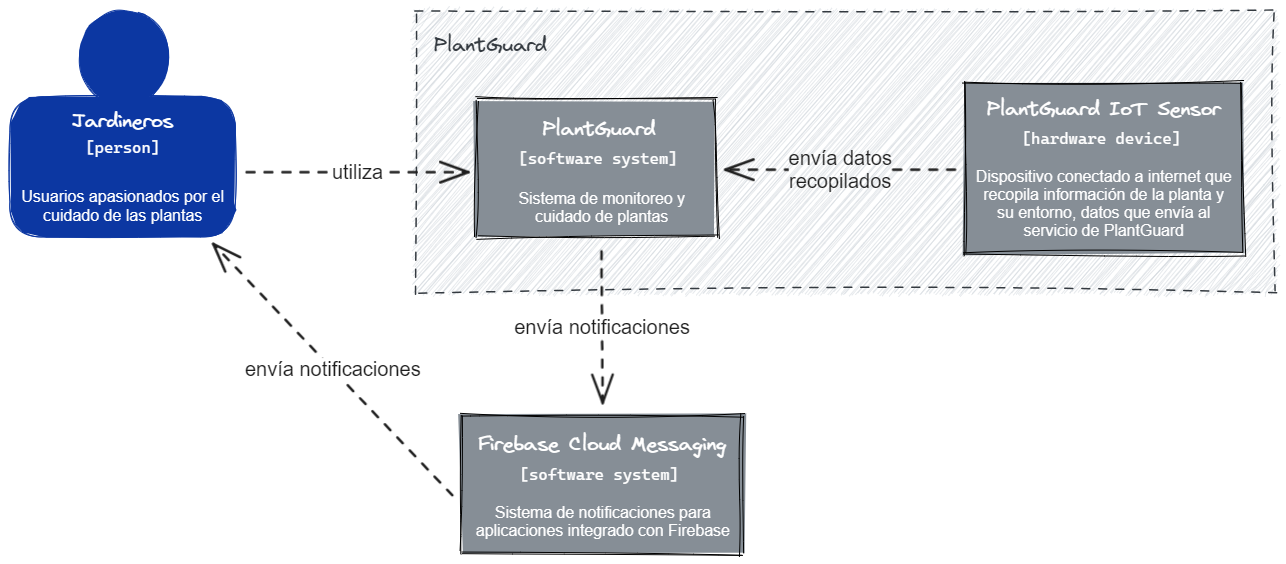 PlantGuard
Jardineros
[person]
Usuarios apasionados por el
cuidado de las plantas
utiliza
PlantGuard
[software system]
Sistema de monitoreo y
cuidado de plantas
envía datos
recopilados
PlantGuard IoT Sensor
[hardware device]
Dispositivo conectado a internet que
recopila información de la planta y
su entorno, datos que envía al
servicio de PlantGuard
envía notificaciones
envía notificaciones
Firebase Cloud Messaging
[software system]
Sistema de notificaciones para
aplicaciones integrado con Firebase